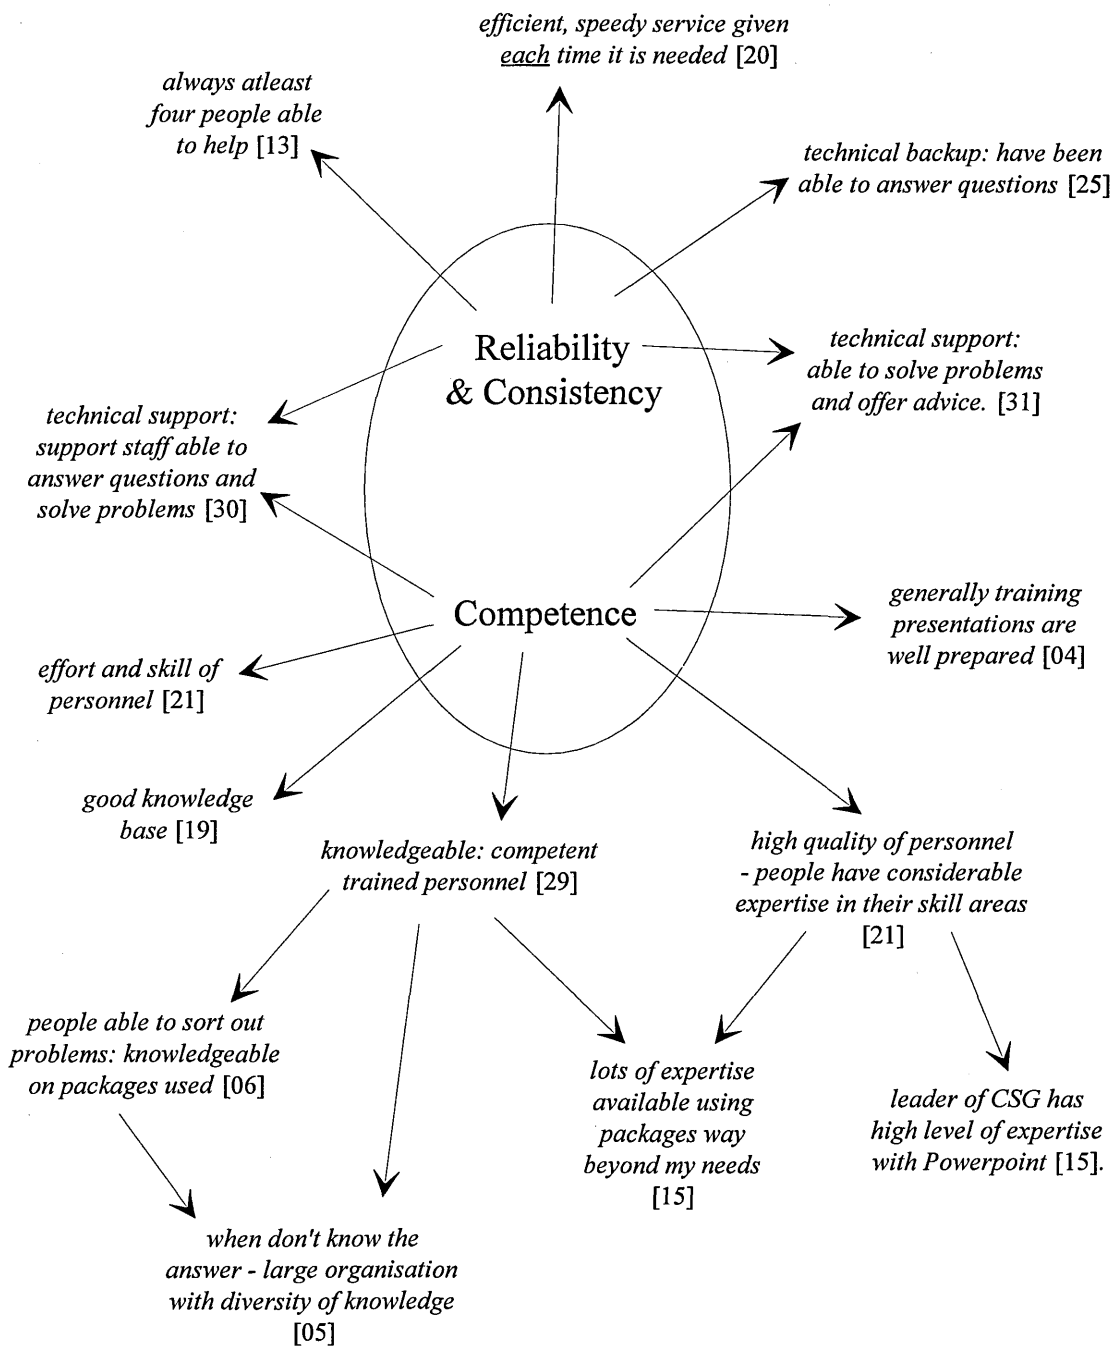 efficient, speedy service given
each time it is needed [20]
always atleast
four people able
to help [13]
technical backup: have been
able to answer questions [25]
Reliability
& Consistency
technical support:
able to solve problems
and offer advice. [31]
technical support:
support staff able to
answer questions and
solve problems [30]
Competence
generally training
presentations are
well prepared [04]
effort and skill of
personnel [21]
good knowledge
base [19]
knowledgeable: competent
trained personnel [29]
high quality of personnel
- people have considerable
expertise in their skill areas
[21]
people able to sort out
problems: knowledgeable
on packages used [06]
lots of expertise
available using
packages way
beyond my needs
[15]
leader of CSG has
high level of expertise
with Powerpoint [15].
when don't know the
answer - large organisation
with diversity of knowledge
[05]